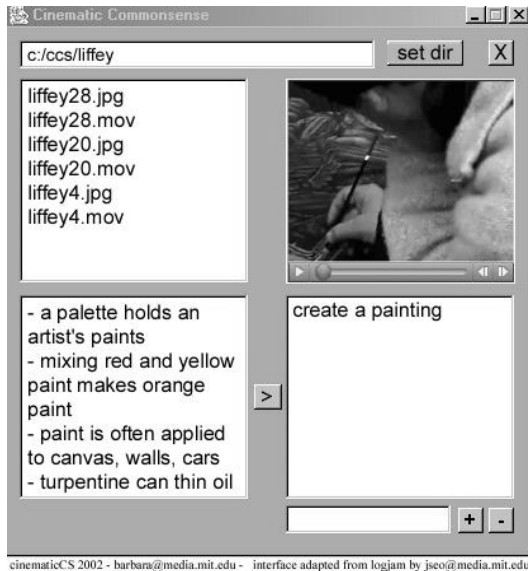 Cinematic Commonsense
c:/ccs/liffey
set dir
X
liffey28.jpg
liffey28.mov
liffey20.jpg
liffey20.mov
liffey4.jpg
liffey4.mov
- a palette holds an
artist's paints
- mixing red and yellow
paint makes orange
paint
- paint is often applied
to canvas, walls, cars
- turpentine can thin oil
>
create a painting
+ -
cinematicCS 2002 - barbara@media.mit.edu - interface adapted from logjam by jseo@media.mit.edu